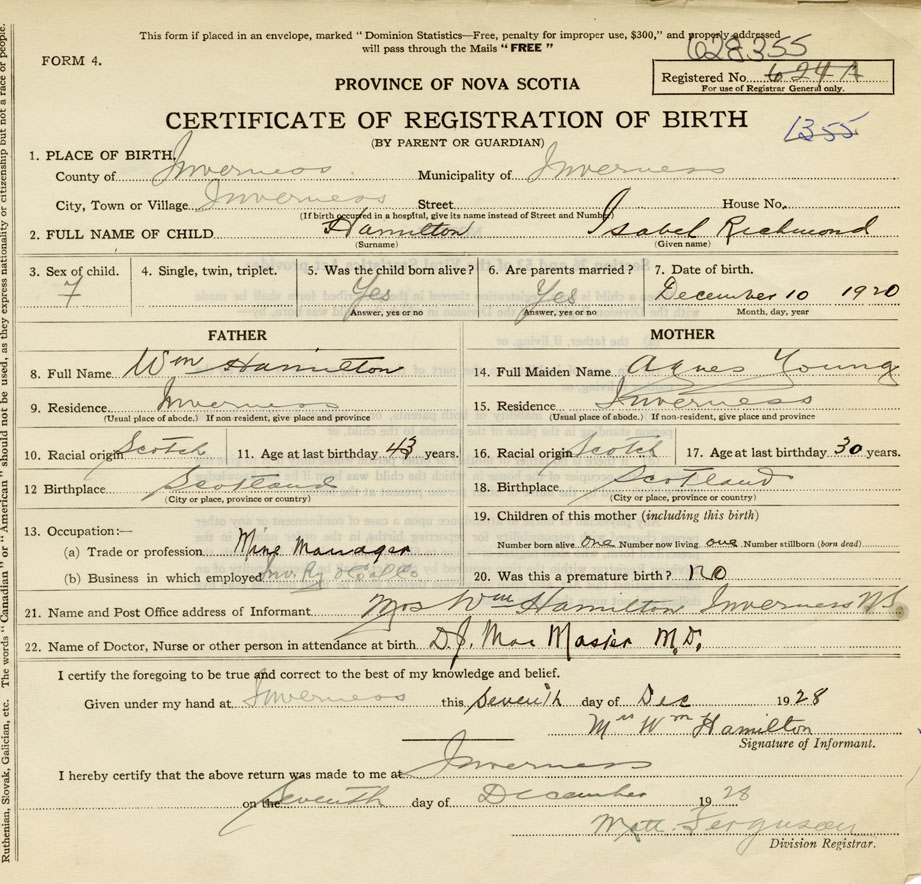 This form if placed in an envelope, marked "Dominion Statistics—Free, penalty for improper use, $300," and properly addressed
will pass through the Mails "FREE"
628355
FORM 4.
Registered No. 624A
For use of Registrar General only.
PROVINCE OF NOVA SCOTIA
CERTIFICATE OF REGISTRATION OF BIRTH
1355
(BY PARENT OR GUARDIAN)
1. PLACE OF BIRTH,
County of Inverness Municipality of Inverness
City, Town or Village Inverness Street House No.
(If birth occurred in a hospital, give its name instead of Street and Number)
2. FULL NAME OF CHILD Hamilton Isabel Richmond
(Surname) (Given name)
3. Sex of child. 4. Single, twin, triplet. 5. Was the child born alive? 6. Are parents married? 7. Date of birth.
F Yes Yes December 10 1920
Answer, yes or no Answer, yes or no Month, day, year
FATHER MOTHER
8. Full Name Wm Hamilton 14. Full Maiden Name Agnes Young
9. Residence Inverness 15. Residence Inverness
(Usual place of abode.) If non-resident, give place and province (Usual place of abode.) If non-resident, give place and province
10. Racial origin Scotch 11. Age at last birthday 43 years. 16. Racial origin Scotch 17. Age at last birthday 30 years.
12 Birthplace Scotland 18. Birthplace Scotland
(City or place, province or country) (City or place, province or country)
13. Occupation:— 19. Children of this mother (including this birth)
(a) Trade or profession Mine Manager Number born alive one Number now living one Number stillborn (born dead)
(b) Business in which employed Inv. Ry 20. Was this a premature birth? NO
21. Name and Post Office address of Informant Mrs Wm Hamilton Inverness NS
22. Name of Doctor, Nurse or other person in attendance at birth D.J. Mac Master M.D.
I certify the foregoing to be true and correct to the best of my knowledge and belief.
Given under my hand at Inverness this Seventh day of Dec 1928
Mrs Wm Hamilton
Signature of Informant.
I hereby certify that the above return was made to me at Inverness
on the Seventh day of December 1928
Matt. Ferguson
Division Registrar.
Ruthenian, Slovak, Galician, etc. The words "Canadian" or "American" should not be used, as they express nationality or citizenship but not a race or people.